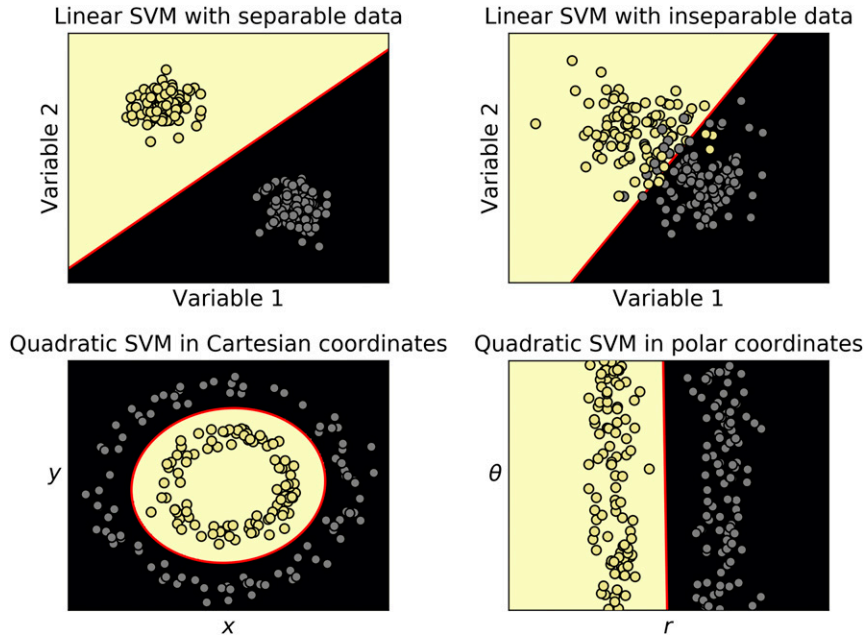 Linear SVM with separable data
Variable 2
Variable 1
Linear SVM with inseparable data
Variable 2
Variable 1
Quadratic SVM in Cartesian coordinates
y
x
Quadratic SVM in polar coordinates
θ
r